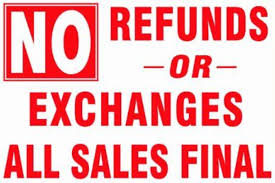 NO REFUNDS
-OR-
EXCHANGES
ALL SALES FINAL